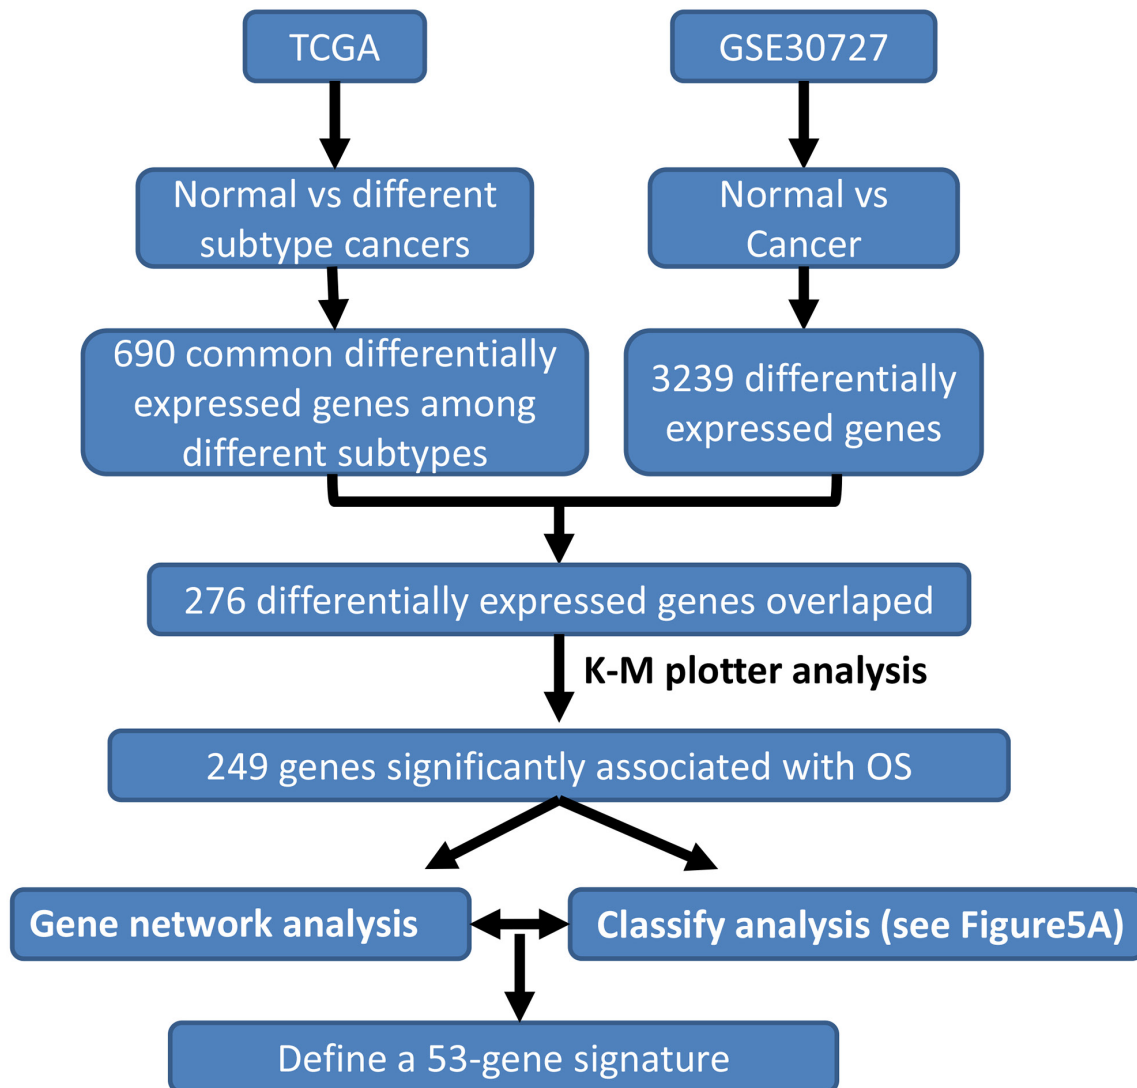 TCGA
GSE30727
Normal vs different
subtype cancers
Normal vs
Cancer
690 common differentially
expressed genes among
different subtypes
3239 differentially
expressed genes
276 differentially expressed genes overlaped
K-M plotter analysis
249 genes significantly associated with OS
Gene network analysis
Classify analysis (see Figure5A)
Define a 53-gene signature